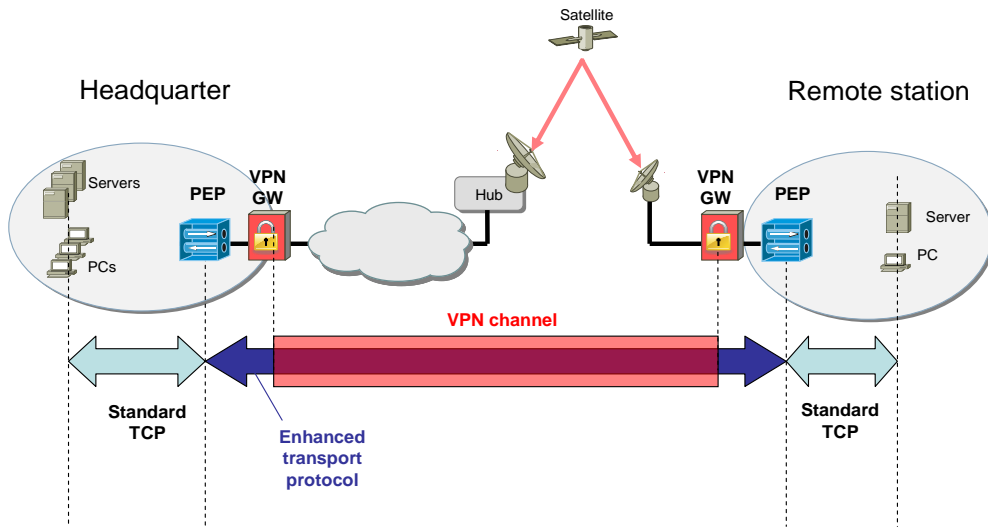 Satellite
Headquarter
Remote station
Servers
PEP
VPN
GW
Hub
VPN
GW
PEP
Server
PCs
PC
VPN channel
Standard
TCP
Enhanced
transport
protocol
Standard
TCP